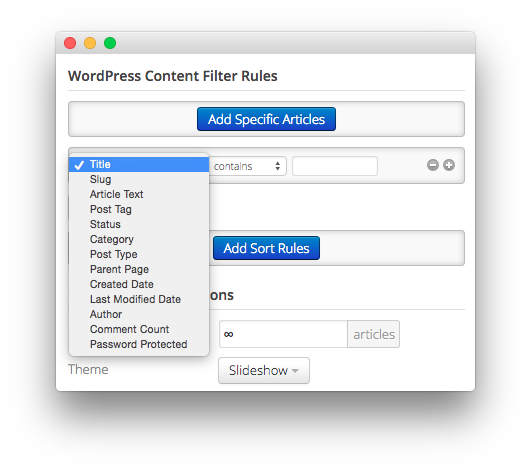 WordPress Content Filter Rules
Add Specific Articles
Title
contains
Slug
Article Text
Post Tag
Status
Category
Post Type
Add Sort Rules
Parent Page
Created Date
Last Modified Date
ons
Author
Comment Count
∞ articles
Password Protected
Theme
Slideshow